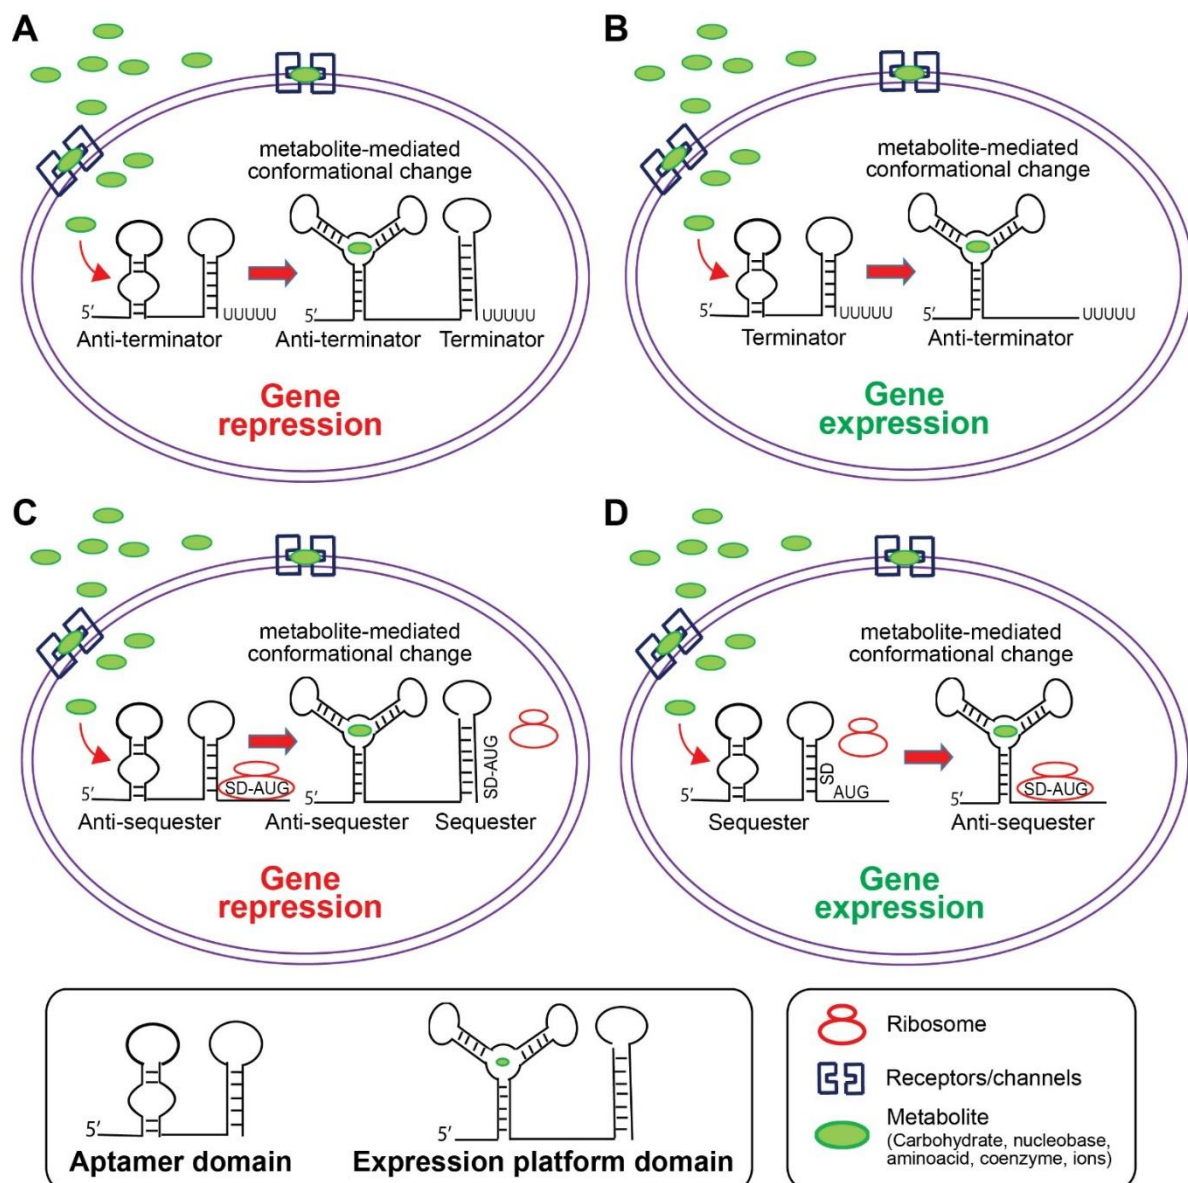 A
metabolite-mediated
conformational change
5′ UUUUU 5′ UUUUU
Anti-terminator Anti-terminator Terminator
Gene
repression
B
metabolite-mediated
conformational change
5′ UUUUU 5′ UUUUU
Terminator Anti-terminator
Gene
expression
C
metabolite-mediated
conformational change
SD-AUG
SD-AUG
5′ 5′
Anti-sequester Anti-sequester Sequester
Gene
repression
D
metabolite-mediated
conformational change
SD
AUG
SD-AUG
5′ 5′
Sequester Anti-sequester
Gene
expression
5′ 5′
Aptamer domain Expression platform domain
Ribosome
Receptors/channels
Metabolite
(Carbohydrate, nucleobase,
aminoacid, coenzyme, ions)